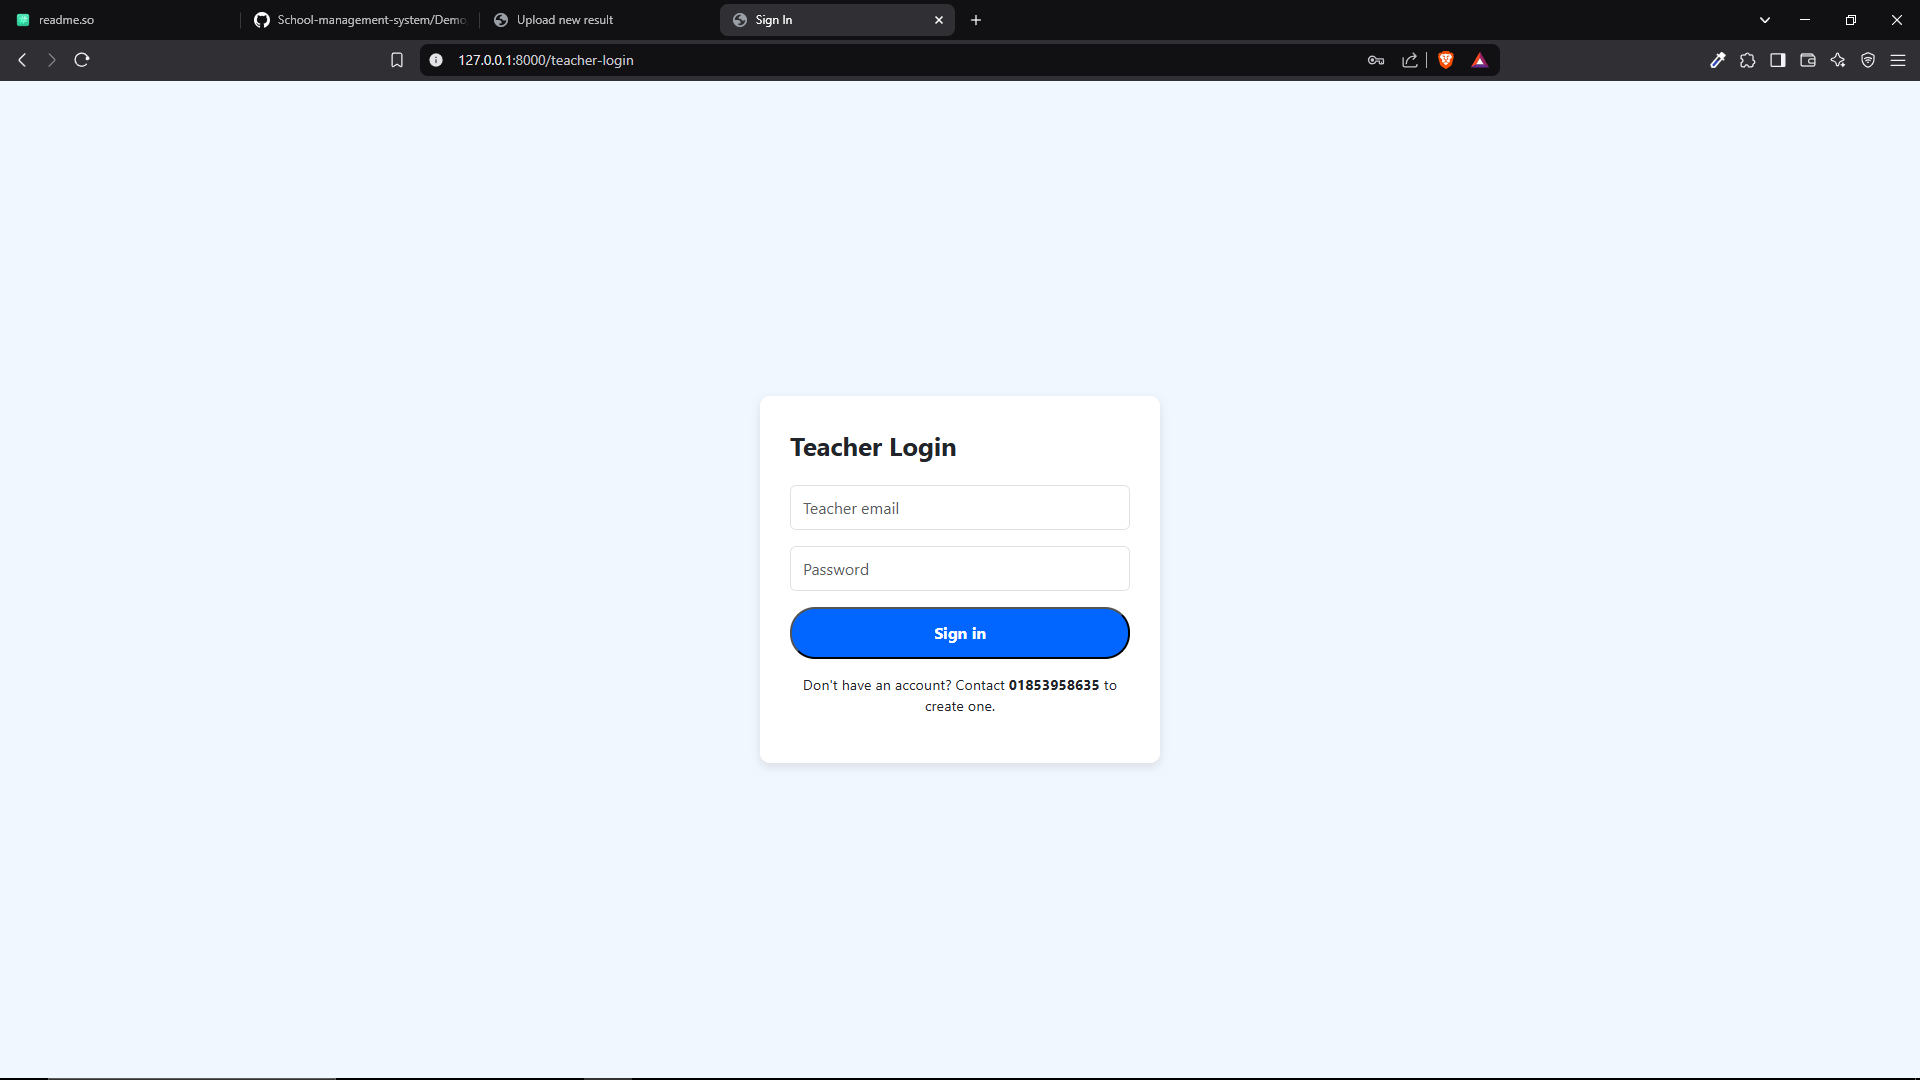 readme.so
School-management-system/Demo
Upload new result
Sign In
127.0.0.1:8000/teacher-login
Teacher Login
Teacher email
Password
Sign in
Don't have an account? Contact 01853958635 to
create one.